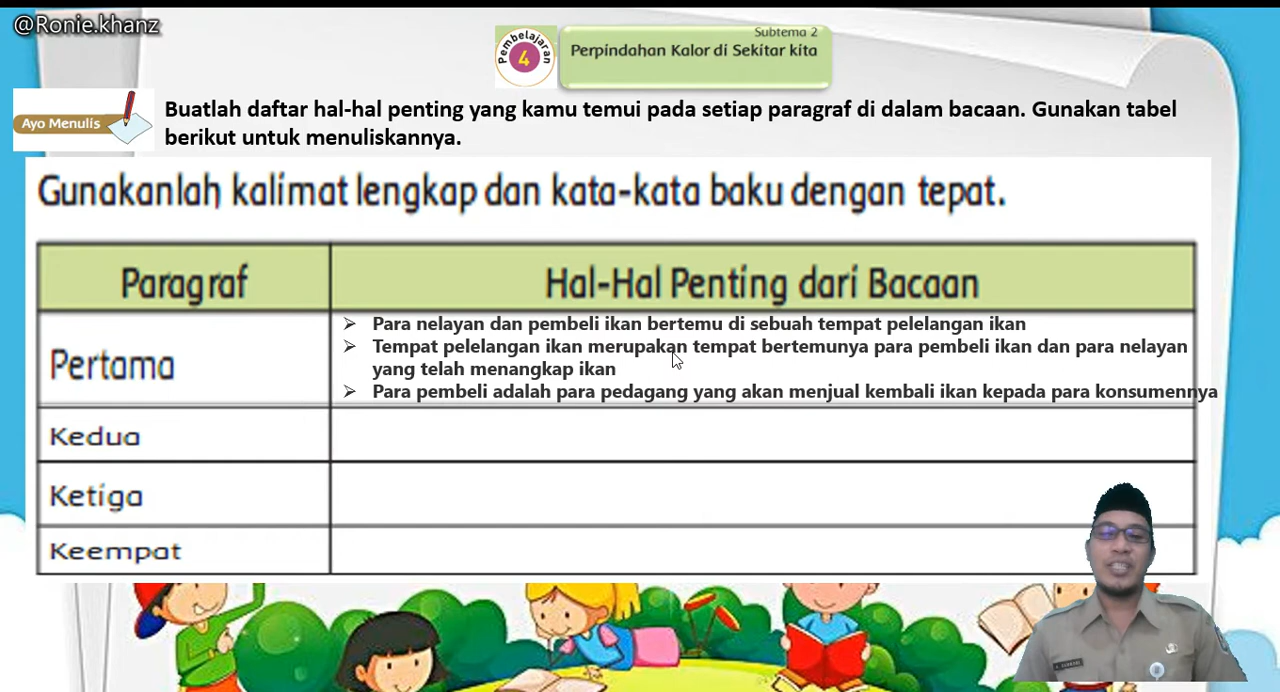 @Ronie.khanz
Pembelajaran
4
Subtema 2
Perpindahan Kalor di Sekitar kita
Ayo Menulis
Buatlah daftar hal-hal penting yang kamu temui pada setiap paragraf di dalam bacaan. Gunakan tabel
berikut untuk menuliskannya.
Gunakanlah kalimat lengkap dan kata-kata baku dengan tepat.
Paragraf
Hal-Hal Penting dari Bacaan
Pertama
➢ Para nelayan dan pembeli ikan bertemu di sebuah tempat pelelangan ikan
➢ Tempat pelelangan ikan merupakan tempat bertemunya para pembeli ikan dan para nelayan
yang telah menangkap ikan
➢ Para pembeli adalah para pedagang yang akan menjual kembali ikan kepada para konsumennya
Kedua
Ketiga
Keempat